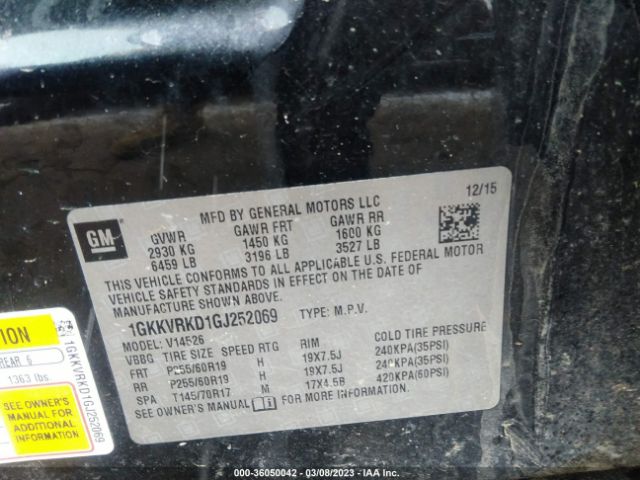 12/15
MFD BY GENERAL MOTORS LLC
GM
GVWR GAWR FRT GAWR RR
2930 KG 1450 KG 1600 KG
6459 LB 3196 LB 3527 LB
THIS VEHICLE CONFORMS TO ALL APPLICABLE U.S. FEDERAL MOTOR
VEHICLE SAFETY STANDARDS IN EFFECT ON THE DATE OF
MANUFACTURE SHOWN ABOVE.
1GKKVRKD1GJ252069 TYPE: M.P.V.
MODEL: V14526
VBBG TIRE SIZE SPEED RTG RIM COLD TIRE PRESSURE
FRT P255/60R19 H 19X7.5J 240KPA(35PSI)
RR P255/60R19 H 19X7.5J 240KPA(35PSI)
SPA T145/70R17 M 17X4.5B 420KPA(60PSI)
SEE OWNER'S MANUAL FOR MORE INFORMATION.
TION
REAR 6
1363 lbs
SEE OWNER'S
MANUAL FOR
ADDITIONAL
INFORMATION
1GKKVRKD1GJ252069
000-36050042 - 03/08/2023 - IAA Inc.